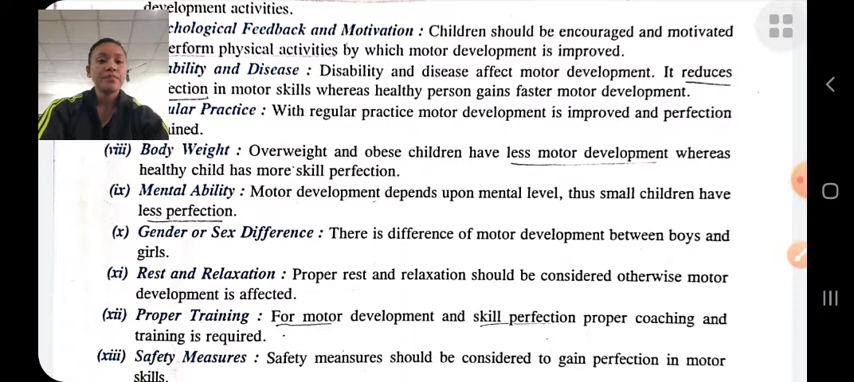 development activities.
chological Feedback and Motivation : Children should be encouraged and motivated
erform physical activities by which motor development is improved.
bility and Disease : Disability and disease affect motor development. It reduces
ection in motor skills whereas healthy person gains faster motor development.
ular Practice : With regular practice motor development is improved and perfection
ined.
(viii) Body Weight : Overweight and obese children have less motor development whereas
healthy child has more skill perfection.
(ix) Mental Ability : Motor development depends upon mental level, thus small children have
less perfection.
(x) Gender or Sex Difference : There is difference of motor development between boys and
girls.
(xi) Rest and Relaxation : Proper rest and relaxation should be considered otherwise motor
development is affected.
(xii) Proper Training : For motor development and skill perfection proper coaching and
training is required.
(xiii) Safety Measures : Safety meansures should be considered to gain perfection in motor
skills.